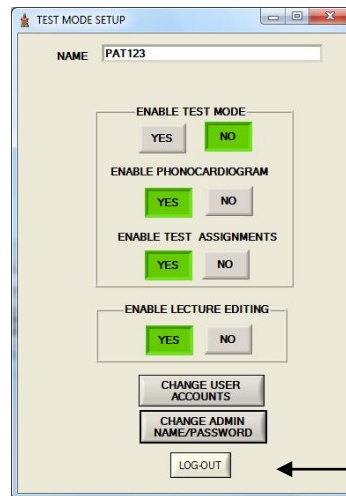 TEST MODE SETUP
NAME PAT123
ENABLE TEST MODE
YES NO
ENABLE PHONOCARDIOGRAM
YES NO
ENABLE TEST ASSIGNMENTS
YES NO
ENABLE LECTURE EDITING
YES NO
CHANGE USER
ACCOUNTS
CHANGE ADMIN
NAME/PASSWORD
LOG-OUT